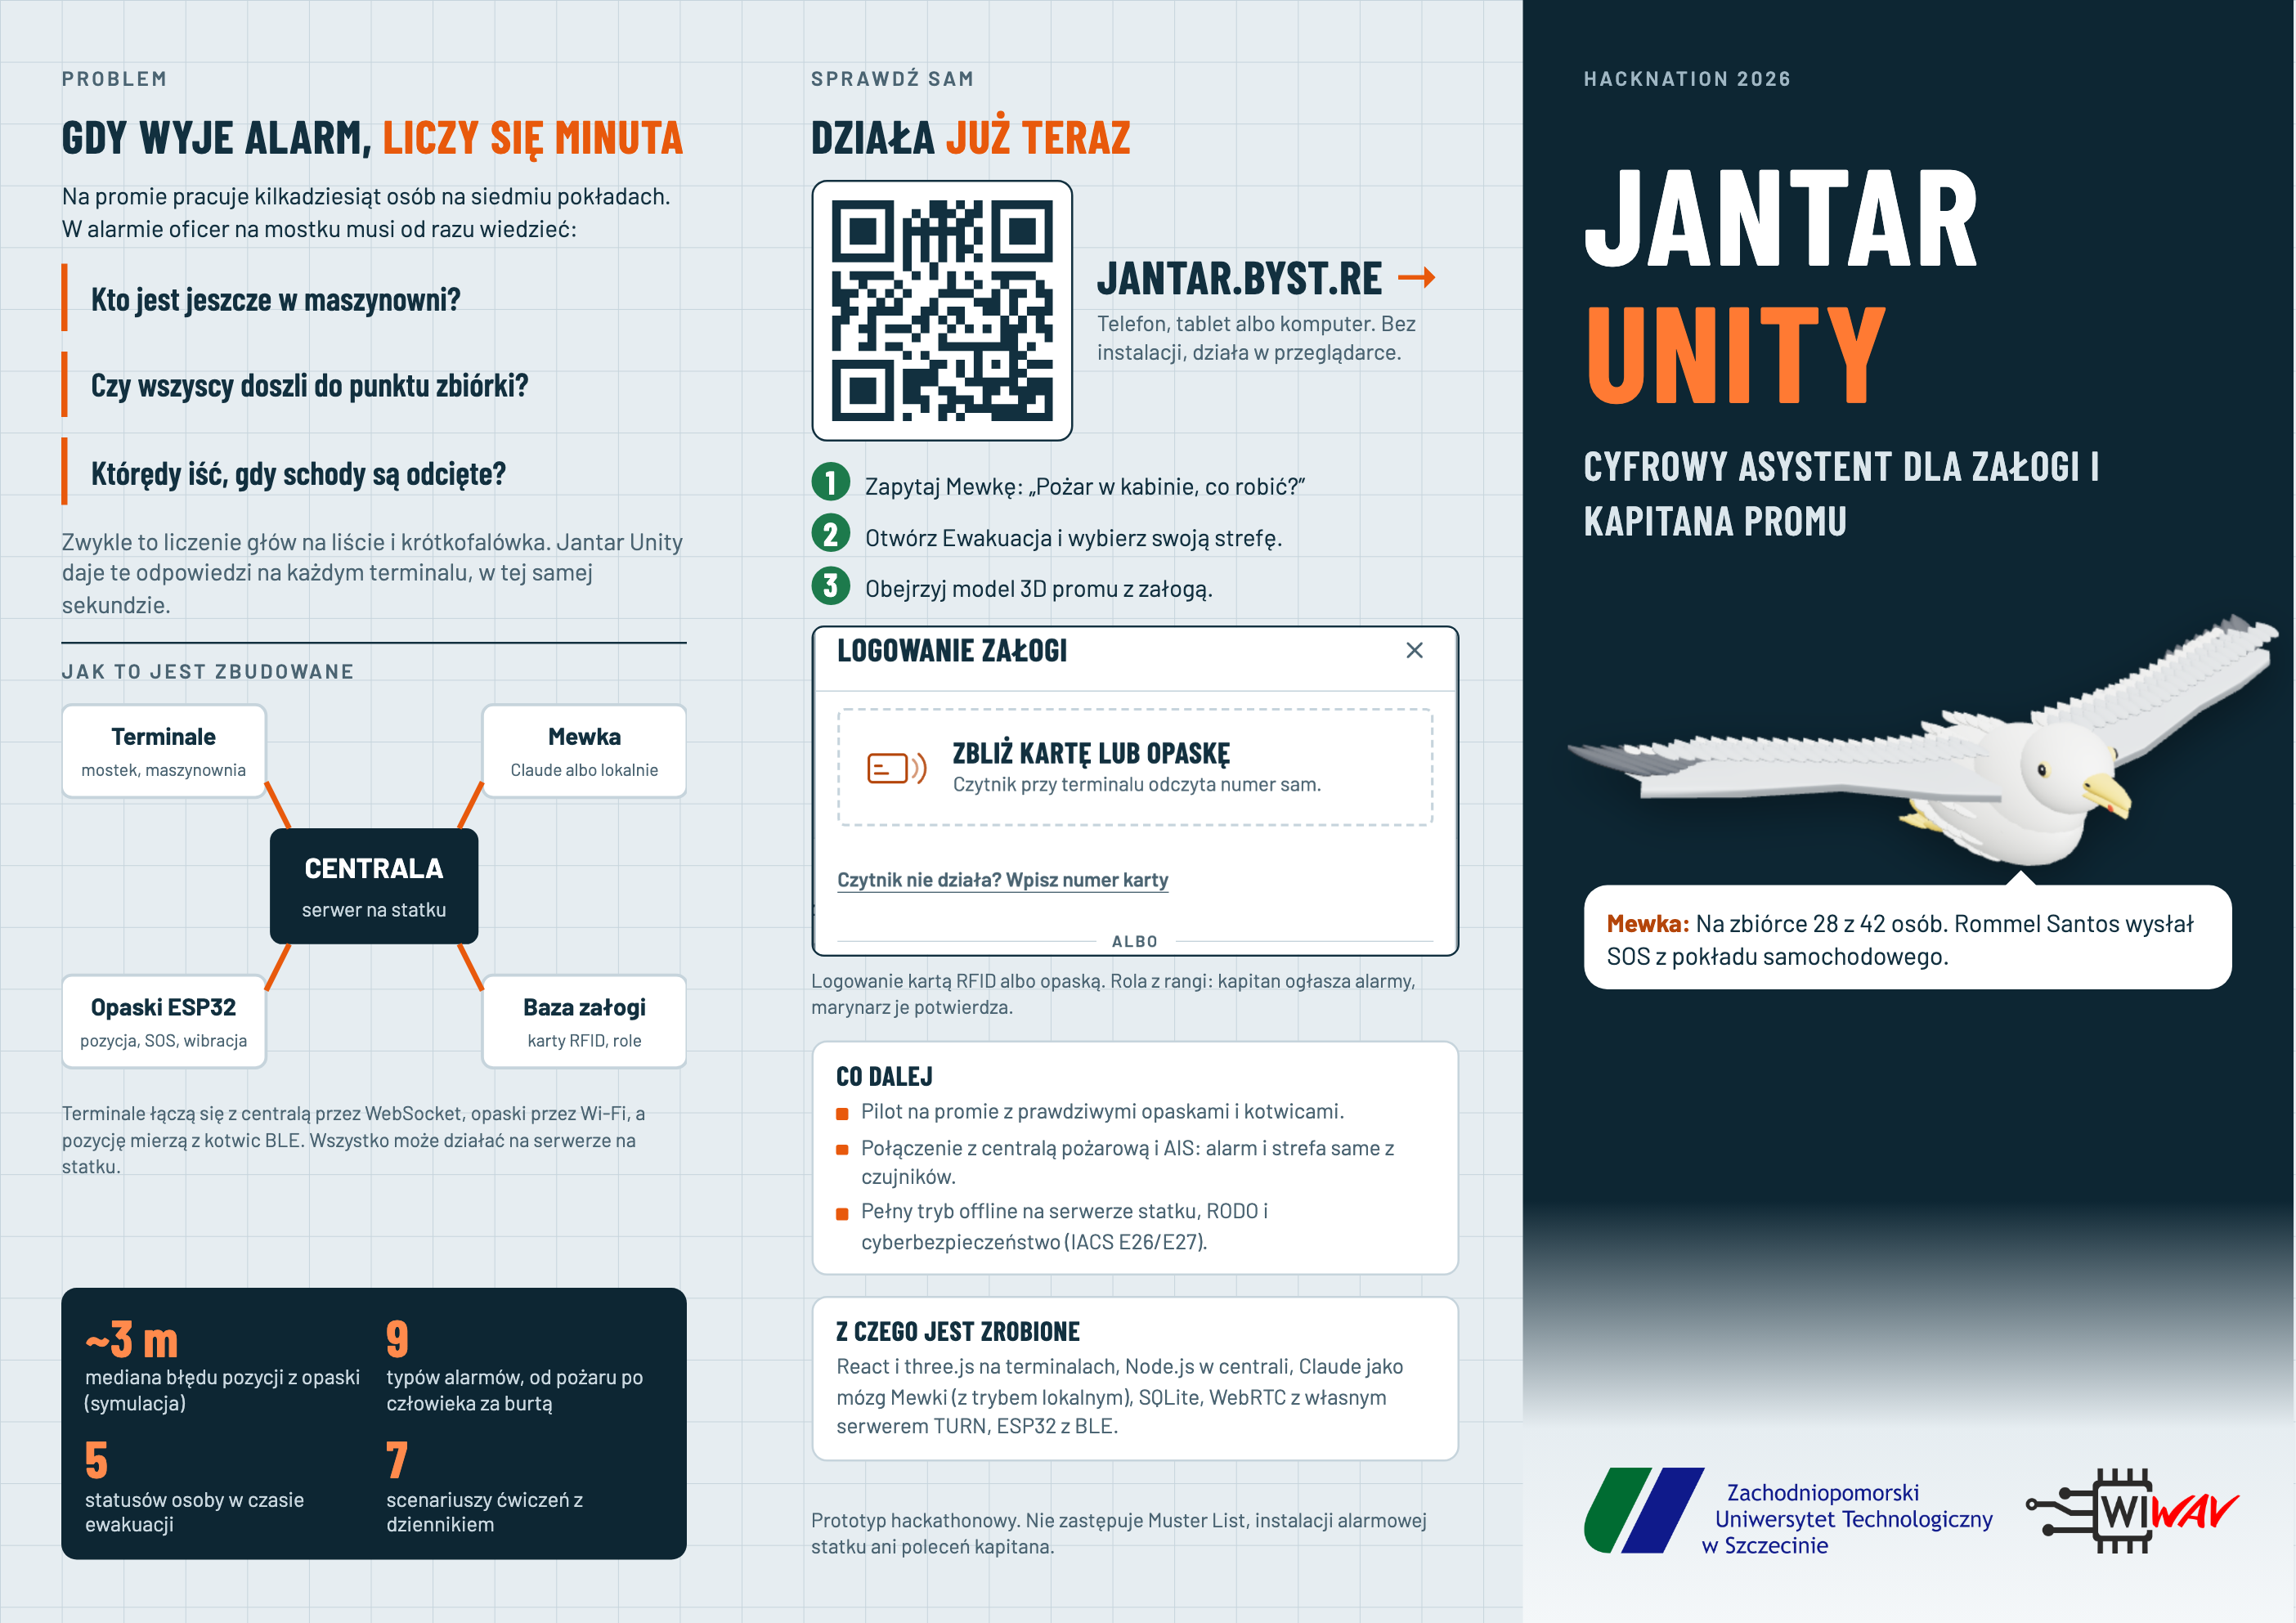 PROBLEM
GDY WYJE ALARM, LICZY SIĘ MINUTA
Na promie pracuje kilkadziesiąt osób na siedmiu pokładach.
W alarmie oficer na mostku musi od razu wiedzieć:
Kto jest jeszcze w maszynowni?
Czy wszyscy doszli do punktu zbiórki?
Którędy iść, gdy schody są odcięte?
Zwykle to liczenie głów na liście i krótkofalówka. Jantar Unity
daje te odpowiedzi na każdym terminalu, w tej samej
sekundzie.
JAK TO JEST ZBUDOWANE
Terminale
mostek, maszynownia
Mewka
Claude albo lokalnie
CENTRALA
serwer na statku
Opaski ESP32
pozycja, SOS, wibracja
Baza załogi
karty RFID, role
Terminale łączą się z centralą przez WebSocket, opaski przez Wi-Fi, a
pozycję mierzą z kotwic BLE. Wszystko może działać na serwerze na
statku.
~3 m
mediana błędu pozycji z opaski
(symulacja)
9
typów alarmów, od pożaru po
człowieka za burtą
5
statusów osoby w czasie
ewakuacji
7
scenariuszy ćwiczeń z
dziennikiem
SPRAWDŹ SAM
DZIAŁA JUŻ TERAZ
JANTAR.BYST.RE →
Telefon, tablet albo komputer. Bez
instalacji, działa w przeglądarce.
1 Zapytaj Mewkę: „Pożar w kabinie, co robić?”
2 Otwórz Ewakuacja i wybierz swoją strefę.
3 Obejrzyj model 3D promu z załogą.
LOGOWANIE ZAŁOGI
ZBLIŻ KARTĘ LUB OPASKĘ
Czytnik przy terminalu odczyta numer sam.
Czytnik nie działa? Wpisz numer karty
ALBO
Logowanie kartą RFID albo opaską. Rola z rangi: kapitan ogłasza alarmy,
marynarz je potwierdza.
CO DALEJ
Pilot na promie z prawdziwymi opaskami i kotwicami.
Połączenie z centralą pożarową i AIS: alarm i strefa same z
czujników.
Pełny tryb offline na serwerze statku, RODO i
cyberbezpieczeństwo (IACS E26/E27).
Z CZEGO JEST ZROBIONE
React i three.js na terminalach, Node.js w centrali, Claude jako
mózg Mewki (z trybem lokalnym), SQLite, WebRTC z własnym
serwerem TURN, ESP32 z BLE.
Prototyp hackathonowy. Nie zastępuje Muster List, instalacji alarmowej
statku ani poleceń kapitana.
HACKNATION 2026
JANTAR
UNITY
CYFROWY ASYSTENT DLA ZAŁOGI I
KAPITANA PROMU
Mewka: Na zbiórce 28 z 42 osób. Rommel Santos wysłał
SOS z pokładu samochodowego.
Zachodniopomorski
Uniwersytet Technologiczny
w Szczecinie
WIWAV